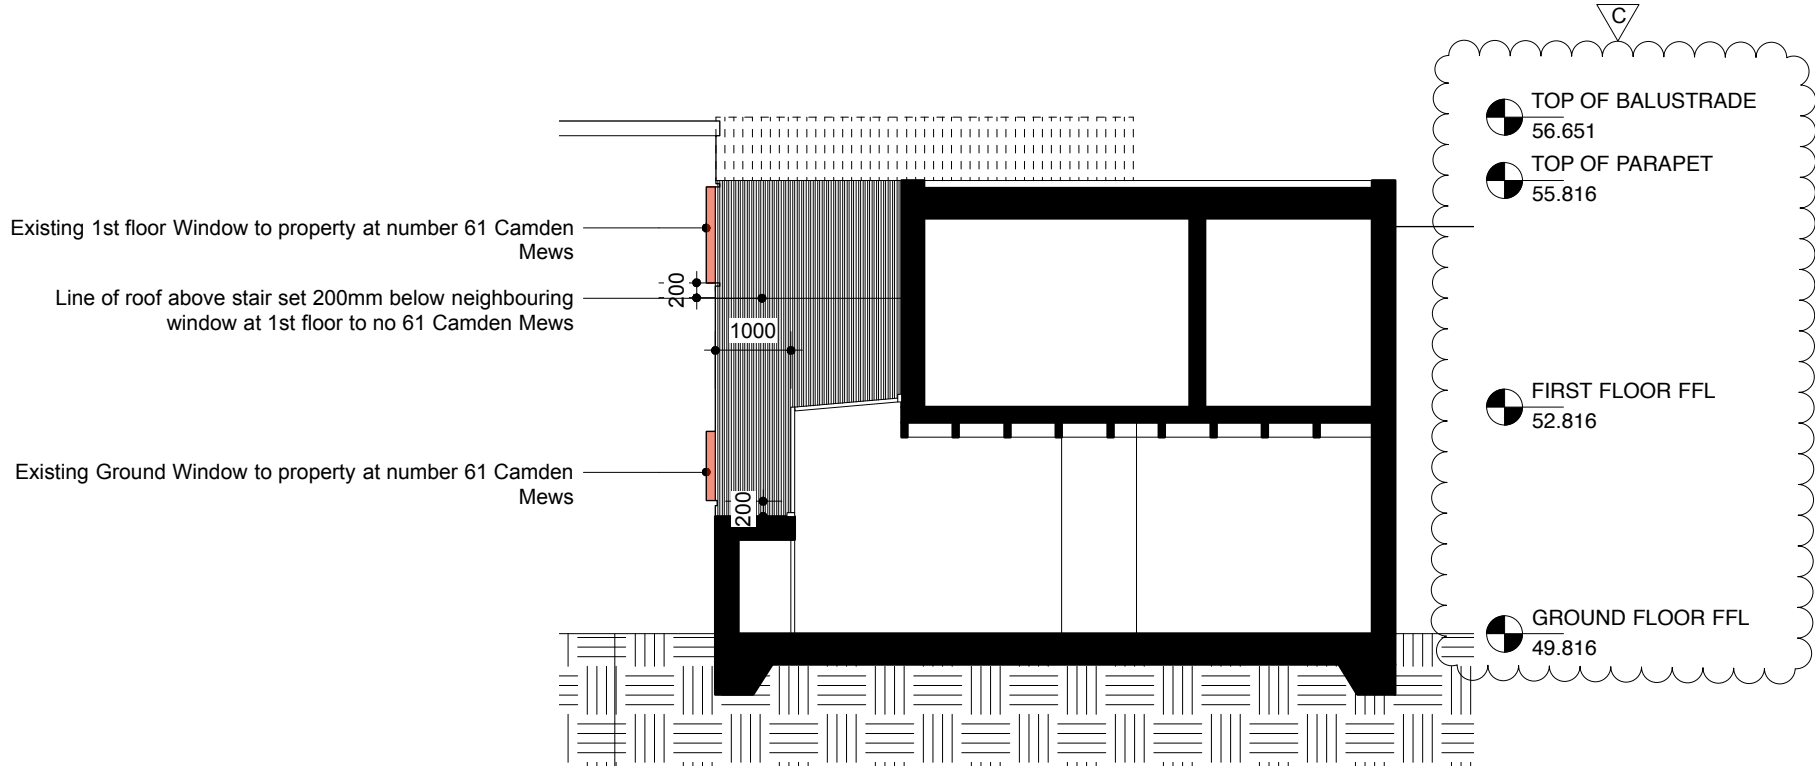 C
TOP OF BALUSTRADE
56.651
TOP OF PARAPET
55.816
Existing 1st floor Window to property at number 61 Camden
Mews
200
Line of roof above stair set 200mm below neighbouring
window at 1st floor to no 61 Camden Mews
1000
FIRST FLOOR FFL
52.816
Existing Ground Window to property at number 61 Camden
Mews
200
GROUND FLOOR FFL
49.816